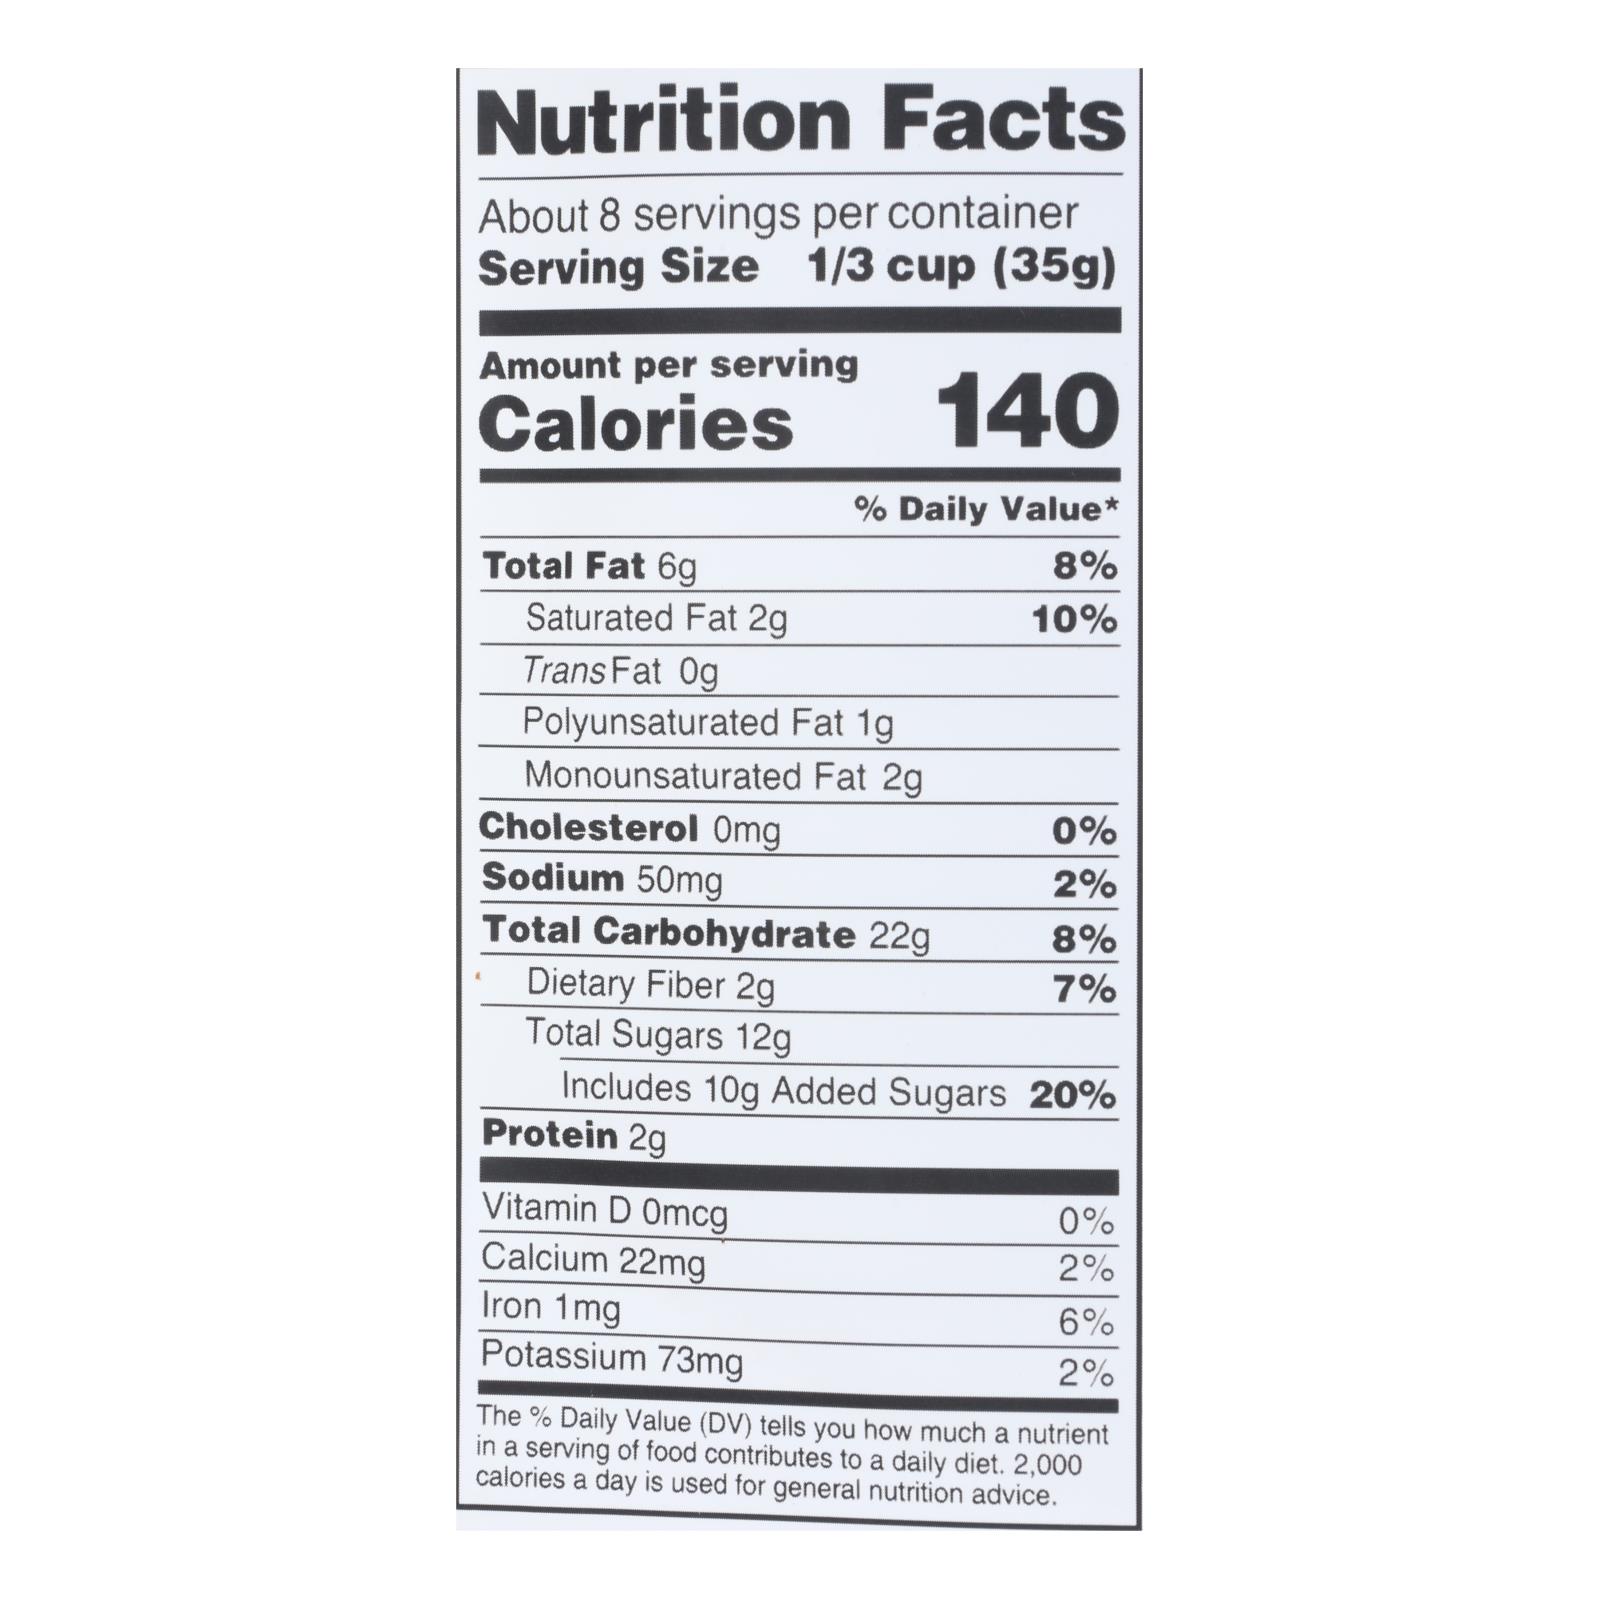 Nutrition Facts
About 8 servings per container
Serving Size 1/3 cup (35g)
Amount per serving
Calories 140
% Daily Value*
Total Fat 6g 8%
Saturated Fat 2g 10%
Trans Fat 0g
Polyunsaturated Fat 1g
Monounsaturated Fat 2g
Cholesterol 0mg 0%
Sodium 50mg 2%
Total Carbohydrate 22g 8%
Dietary Fiber 2g 7%
Total Sugars 12g
Includes 10g Added Sugars 20%
Protein 2g
Vitamin D 0mcg 0%
Calcium 22mg 2%
Iron 1mg 6%
Potassium 73mg 2%
The % Daily Value (DV) tells you how much a nutrient
in a serving of food contributes to a daily diet. 2,000
calories a day is used for general nutrition advice.